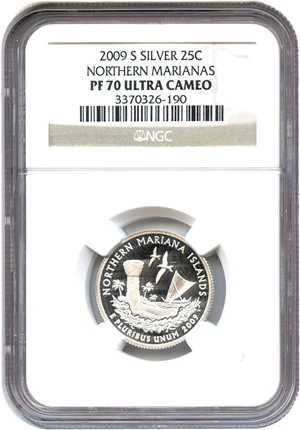 2009 S SILVER 25C
NORTHERN MARIANAS
PF 70 ULTRA CAMEO
3370326-190
NGC
NORTHERN MARIANA ISLANDS
E PLURIBUS UNUM 2009